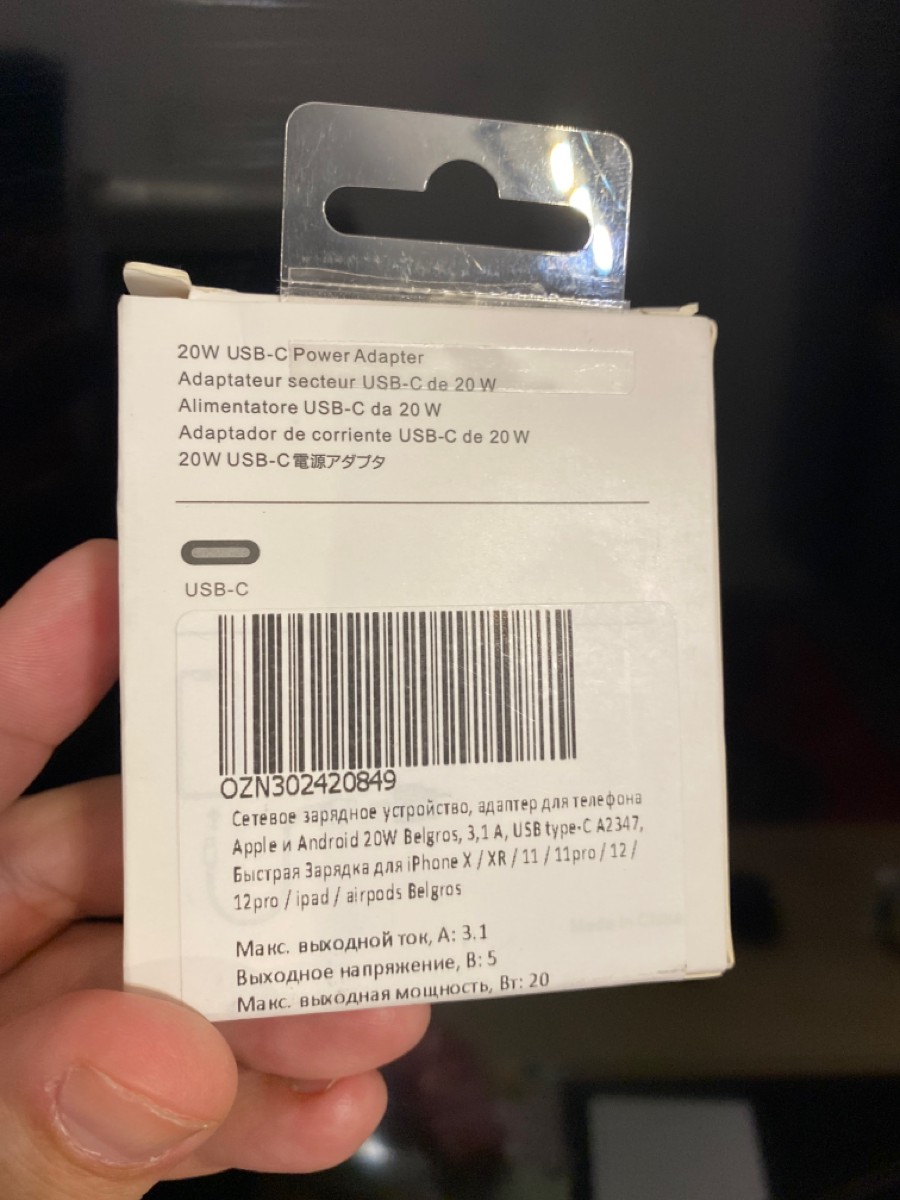 20W USB-C Power Adapter
Adaptateur secteur USB-C de 20 W
Alimentatore USB-C da 20 W
Adaptador de corriente USB-C de 20 W
20W USB-C電源アダプタ
USB-C
OZN302420849
Сетевое зарядное устройство, адаптер для телефона
Apple и Android 20W Belgros, 3,1 А, USB type-C A2347,
Быстрая Зарядка для iPhone X / XR / 11 / 11pro / 12 /
12pro / ipad / airpods Belgros
Made in China
Макс. выходной ток, А: 3.1
Выходное напряжение, В: 5
Макс. выходная мощность, Вт: 20